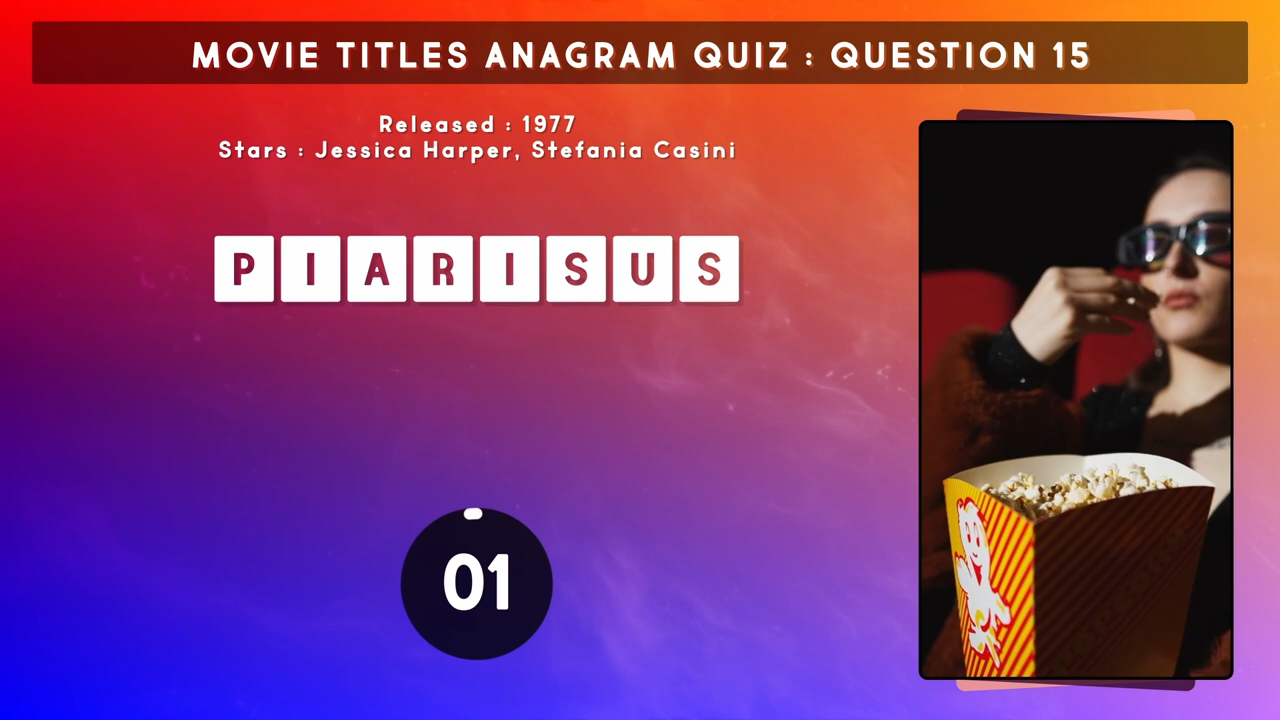 MOVIE TITLES ANAGRAM QUIZ : QUESTION 15
Released : 1977
Stars : Jessica Harper, Stefania Casini
P I A R I S U S
01